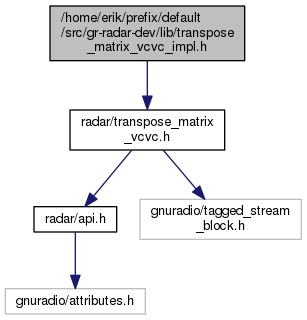 /home/erik/prefix/default
/src/gr-radar-dev/lib/transpose
_matrix_vcvc_impl.h
radar/transpose_matrix
_vcvc.h
radar/api.h
gnuradio/tagged_stream
_block.h
gnuradio/attributes.h